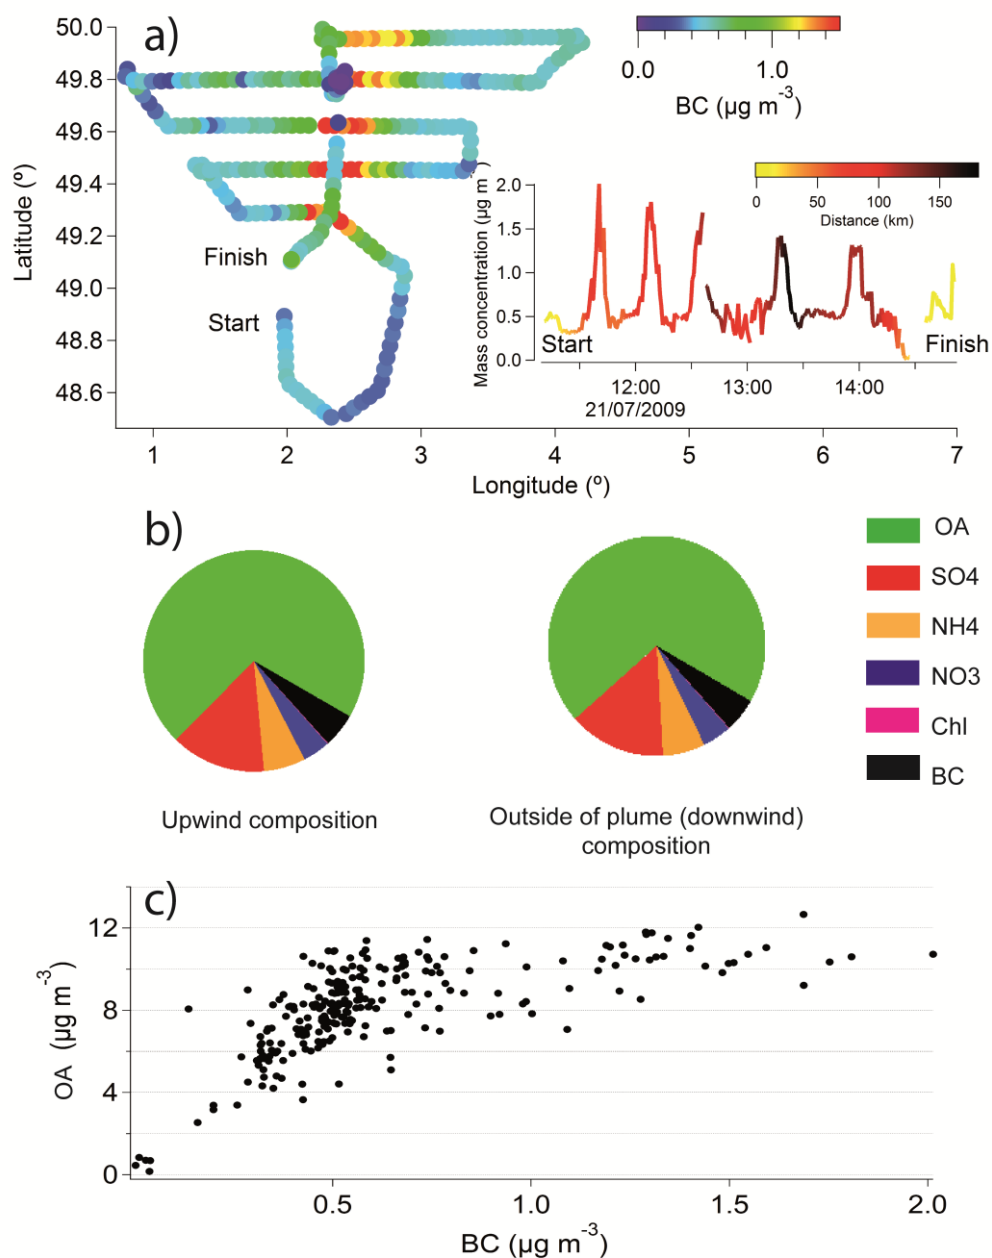 a)
50.0
49.8
49.6
49.4
49.2
49.0
48.8
48.6
Latitude (º)
1
2
3
4
5
6
7
Longitude (º)
Finish
Start
0.0
1.0
BC (µg m⁻³)
0
50
100
150
Distance (km)
Mass concentration (µg m )
2.0
1.5
1.0
0.5
0.0
Start
Finish
12:00
13:00
14:00
21/07/2009
b)
Upwind composition
Outside of plume (downwind)
composition
OA
SO4
NH4
NO3
Chl
BC
c)
12
8
4
0
OA (µg m⁻³)
0.5
1.0
1.5
2.0
BC (µg m⁻³)